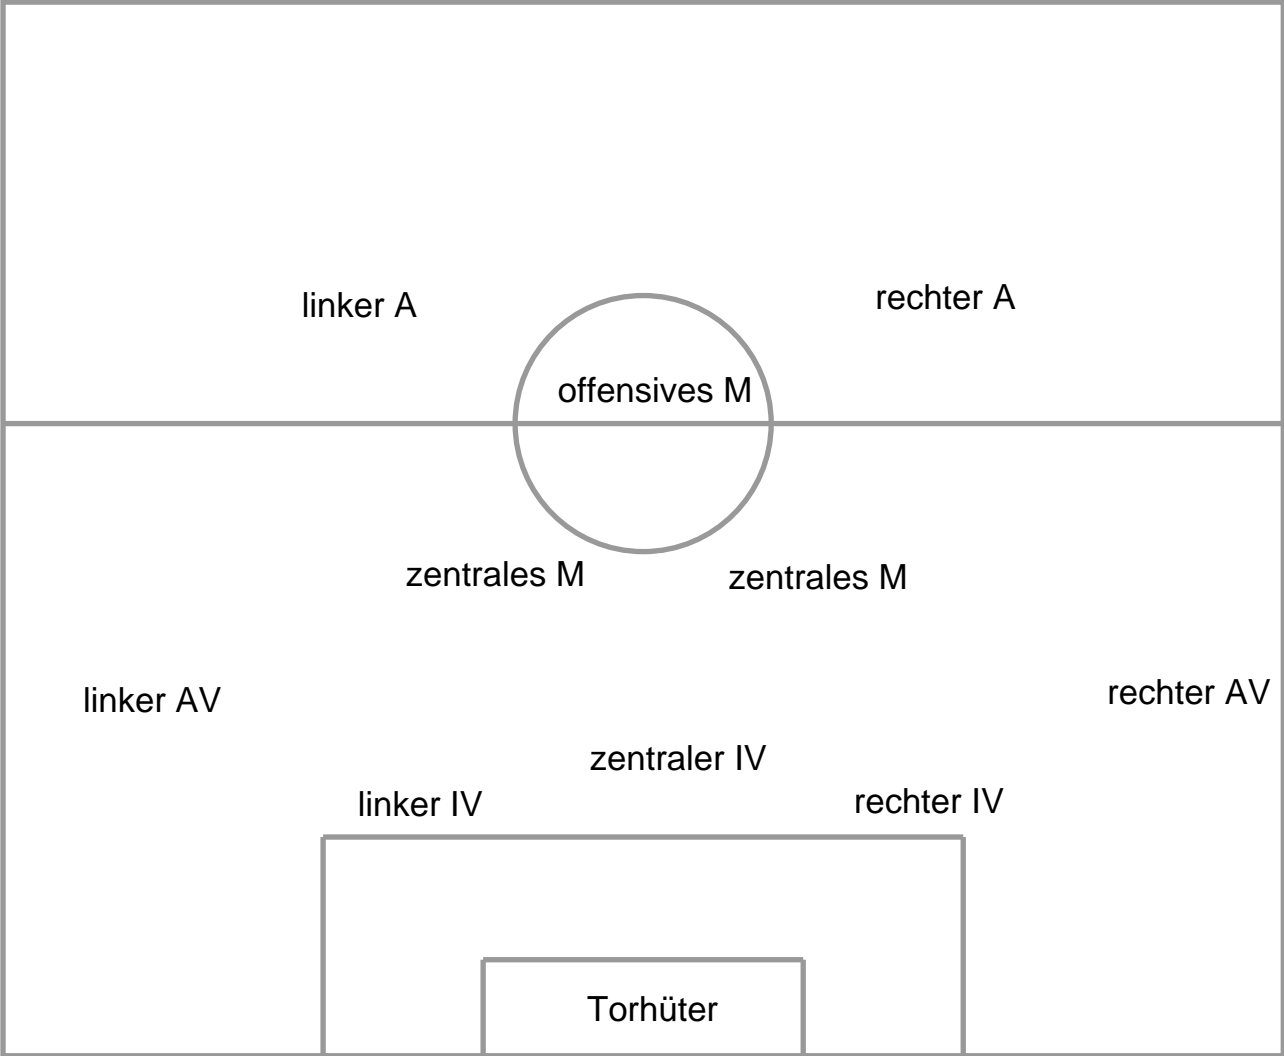 linker A
rechter A
offensives M
zentrales M
zentrales M
linker AV
rechter AV
zentraler IV
linker IV
rechter IV
Torhüter